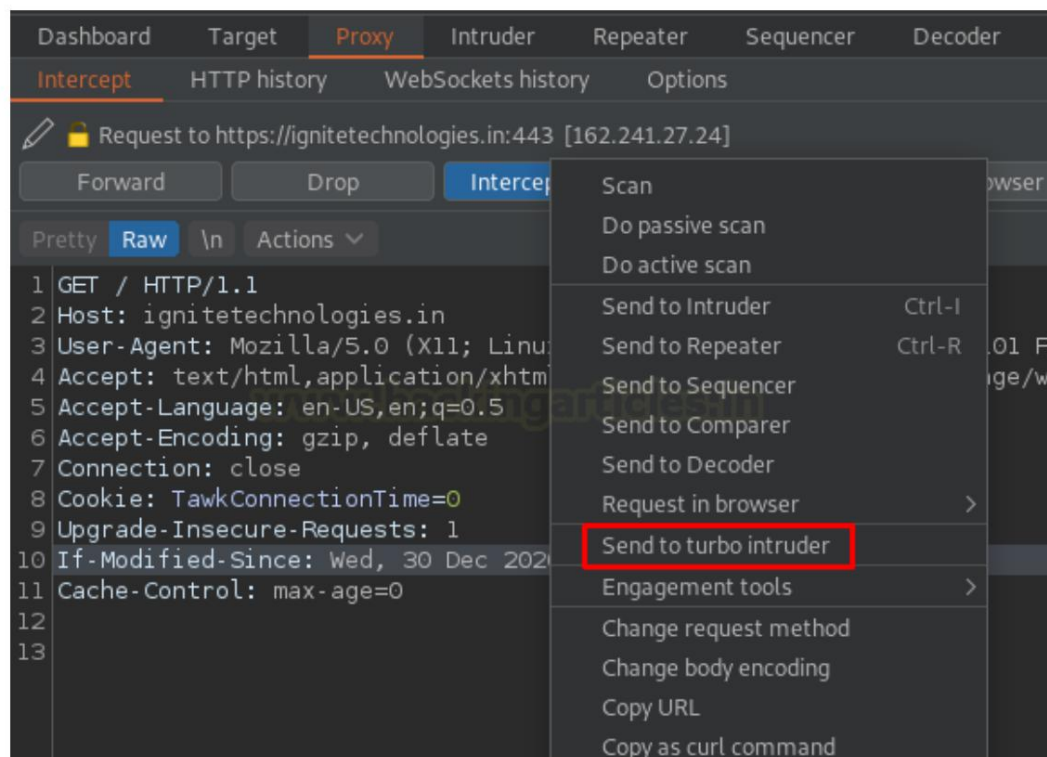 Dashboard Target Proxy Intruder Repeater Sequencer Decoder
Intercept HTTP history WebSockets history Options
Request to https://ignitetechnologies.in:443 [162.241.27.24]
Forward Drop
Pretty Raw \n Actions
1 GET / HTTP/1.1
2 Host: ignitetechnologies.in
3 User-Agent: Mozilla/5.0 (X11;
4 Accept: text/html,application/
5 Accept-Language: en-US,en;q=0.5
6 Accept-Encoding: gzip, deflate
7 Connection: close
8 Cookie: TawkConnectionTime=0
9 Upgrade-Insecure-Requests: 1
10 If-Modified-Since: Wed, 30 Dec
11 Cache-Control: max-age=0
12
13
Scan
Do passive scan
Do active scan
Send to Intruder Ctrl-I
Send to Repeater Ctrl-R
Send to Sequencer
Send to Comparer
Send to Decoder
Request in browser >
Send to turbo intruder
Engagement tools >
Change request method
Change body encoding
Copy URL
Copy as curl command
www.hackingarticles.in